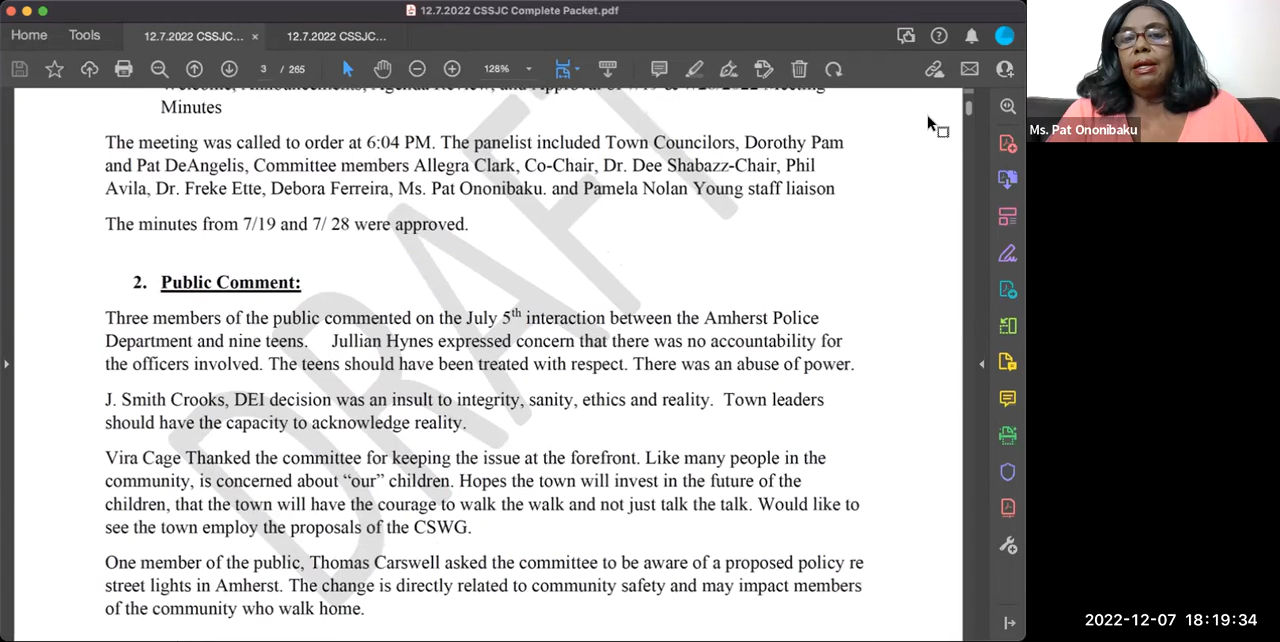 12.7.2022 CSSJC Complete Packet.pdf
Home Tools 12.7.2022 CSSJC... × 12.7.2022 CSSJC...
3 / 265 128%
Welcome, Announcements, Agenda Review, and Approval of 7/19 & 7/28/2022 Meeting
Minutes
The meeting was called to order at 6:04 PM. The panelist included Town Councilors, Dorothy Pam
and Pat DeAngelis, Committee members Allegra Clark, Co-Chair, Dr. Dee Shabazz-Chair, Phil
Avila, Dr. Freke Ette, Debora Ferreira, Ms. Pat Ononibaku. and Pamela Nolan Young staff liaison
The minutes from 7/19 and 7/ 28 were approved.
2. Public Comment:
Three members of the public commented on the July 5th interaction between the Amherst Police
Department and nine teens. Jullian Hynes expressed concern that there was no accountability for
the officers involved. The teens should have been treated with respect. There was an abuse of power.
J. Smith Crooks, DEI decision was an insult to integrity, sanity, ethics and reality. Town leaders
should have the capacity to acknowledge reality.
Vira Cage Thanked the committee for keeping the issue at the forefront. Like many people in the
community, is concerned about “our” children. Hopes the town will invest in the future of the
children, that the town will have the courage to walk the walk and not just talk the talk. Would like to
see the town employ the proposals of the CSWG.
One member of the public, Thomas Carswell asked the committee to be aware of a proposed policy re
street lights in Amherst. The change is directly related to community safety and may impact members
of the community who walk home.
DRAFT
Ms. Pat Ononibaku
2022-12-07 18:19:34